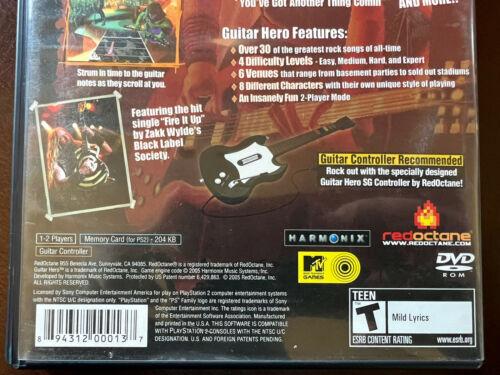 "You've Got Another Thing Comin'"
AND MORE!!
Guitar Hero Features:
• Over 30 of the greatest rock songs of all-time
• 4 Difficulty Levels - Easy, Medium, Hard, and Expert
• 6 Venues that range from basement parties to sold out stadiums
• 8 Different Characters with their own unique style of playing
• An Insanely Fun 2-Player Mode
Strum in time to the guitar
notes as they scroll at you.
Featuring the hit
single "Fire It Up"
by Zakk Wylde's
Black Label
Society.
Guitar Controller Recommended
Rock out with the specially designed
Guitar Hero SG Controller by RedOctane!
1-2 Players
Memory Card (for PS2) - 204 KB
Guitar Controller
HARMONIX
redoctane
WWW.REDOCTANE.COM
RedOctane 955 Benecia Ave, Sunnyvale, CA 94085. RedOctane® is a registered trademark of RedOctane, Inc.
Guitar Hero™ is a trademark of RedOctane, Inc. Game engine code © 2005 Harmonix Music Systems, Inc.
Developed by Harmonix Music Systems, Inc. Protected by US Patent number 6,429,863. © 2005 RedOctane, Inc.
ALL RIGHTS RESERVED.
Licensed by Sony Computer Entertainment America for play on PlayStation 2 computer entertainment systems
with the NTSC U/C designation only. "PlayStation" and the "PS" Family logo are registered trademarks of Sony
Computer Entertainment Inc. The ratings icon is a trademark
of the Entertainment Software Association. Manufactured
and printed in the U.S.A. THIS SOFTWARE IS COMPATIBLE
WITH PLAYSTATION 2 CONSOLES WITH THE NTSC U/C
DESIGNATION. U.S. AND FOREIGN PATENTS PENDING.
8 94312 00013 7
MTV
GAMES
DVD
ROM
TEEN
T
Mild Lyrics
ESRB CONTENT RATING
www.esrb.org